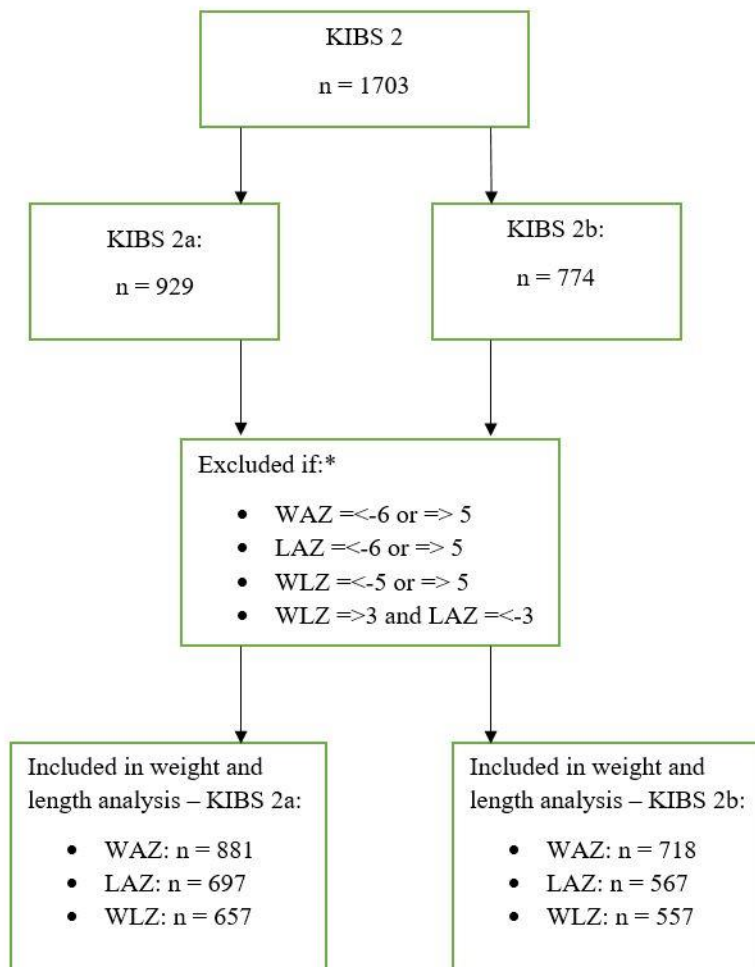 KIBS 2
n = 1703
KIBS 2a:
n = 929
KIBS 2b:
n = 774
Excluded if:*
• WAZ =<-6 or => 5
• LAZ =<-6 or => 5
• WLZ =<-5 or => 5
• WLZ =>3 and LAZ =<-3
Included in weight and
length analysis – KIBS 2a:
• WAZ: n = 881
• LAZ: n = 697
• WLZ: n = 657
Included in weight and
length analysis – KIBS 2b:
• WAZ: n = 718
• LAZ: n = 567
• WLZ: n = 557